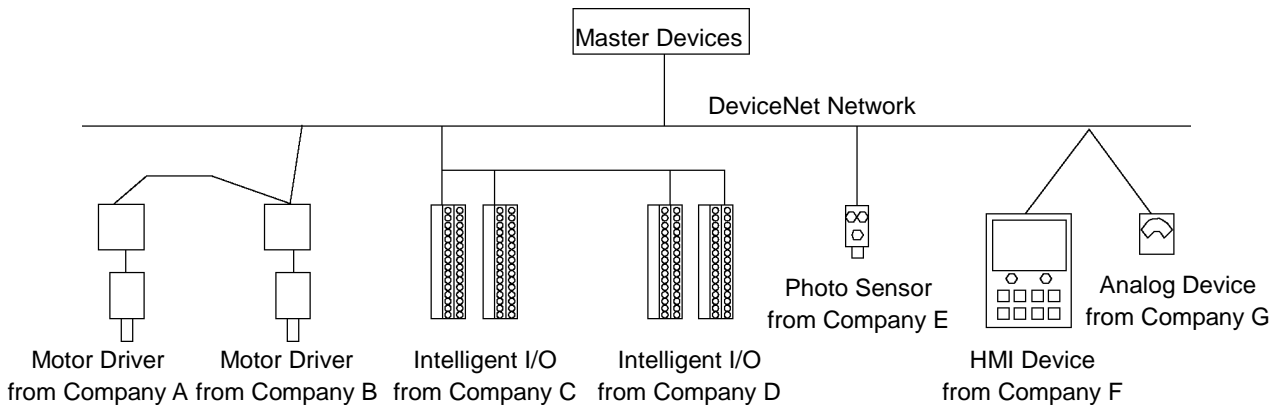 Master Devices
DeviceNet Network
Photo Sensor
from Company E
Analog Device
from Company G
Motor Driver
from Company A
Motor Driver
from Company B
Intelligent I/O
from Company C
Intelligent I/O
from Company D
HMI Device
from Company F